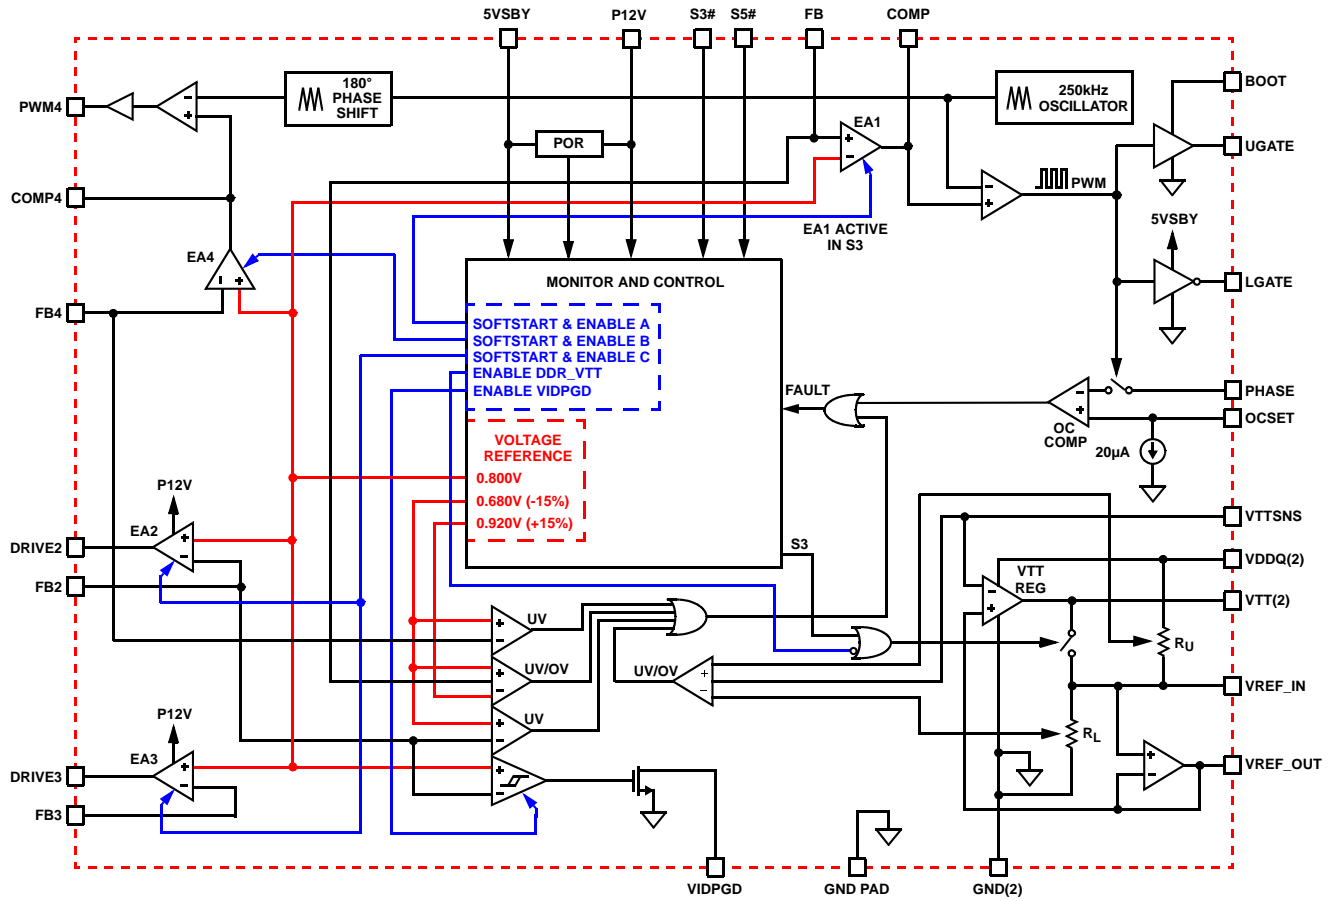 5VSBY
P12V
S3#
S5#
FB
COMP
PWM4
180°
PHASE
SHIFT
250kHz
OSCILLATOR
BOOT
EA1
POR
UGATE
PWM
COMP4
5VSBY
EA1 ACTIVE
IN S3
EA4
MONITOR AND CONTROL
LGATE
FB4
SOFTSTART & ENABLE A
SOFTSTART & ENABLE B
SOFTSTART & ENABLE C
ENABLE DDR_VTT
ENABLE VIDPGD
FAULT
PHASE
OCSET
OC
COMP
20µA
VOLTAGE
REFERENCE
0.800V
0.680V (-15%)
0.920V (+15%)
P12V
EA2
DRIVE2
FB2
S3
VTTSNS
VDDQ(2)
VTT
REG
VTT(2)
UV
UV/OV
UV
UV/OV
RU
VREF_IN
RL
P12V
EA3
DRIVE3
FB3
VREF_OUT
VIDPGD
GND PAD
GND(2)